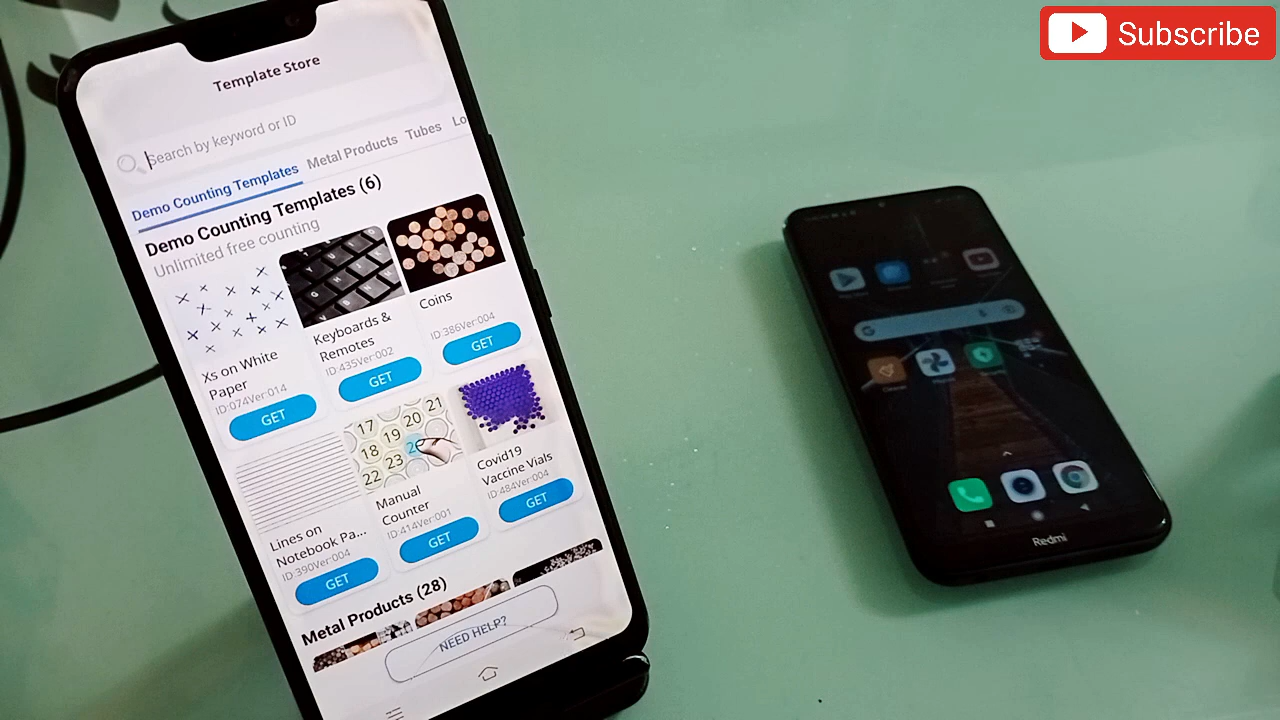 Subscribe
Template Store
Search by keyword or ID
Demo Counting Templates
Metal Products
Tubes
Lo
Demo Counting Templates (6)
Unlimited free counting
Xs on White
Paper
ID:074Ver:014
GET
Keyboards &
Remotes
ID:435Ver:002
GET
Coins
ID:386Ver:004
GET
Lines on
Notebook Pa...
ID:390Ver:004
GET
17
20
21
18
19
22
23
Manual
Counter
ID:414Ver:001
GET
Covid19
Vaccine Vials
ID:484Ver:004
GET
Metal Products (28)
NEED HELP?
Redmi